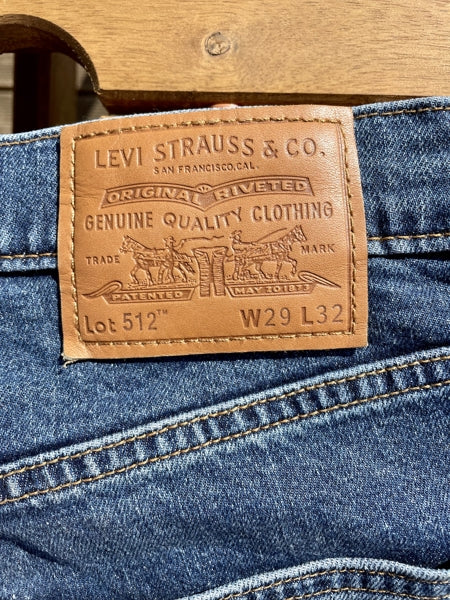 LEVI STRAUSS & CO.
SAN FRANCISCO, CAL.
ORIGINAL RIVETED
GENUINE QUALITY CLOTHING
TRADE MARK
PATENTED MAY 20 1873
Lot 512™ W29 L32